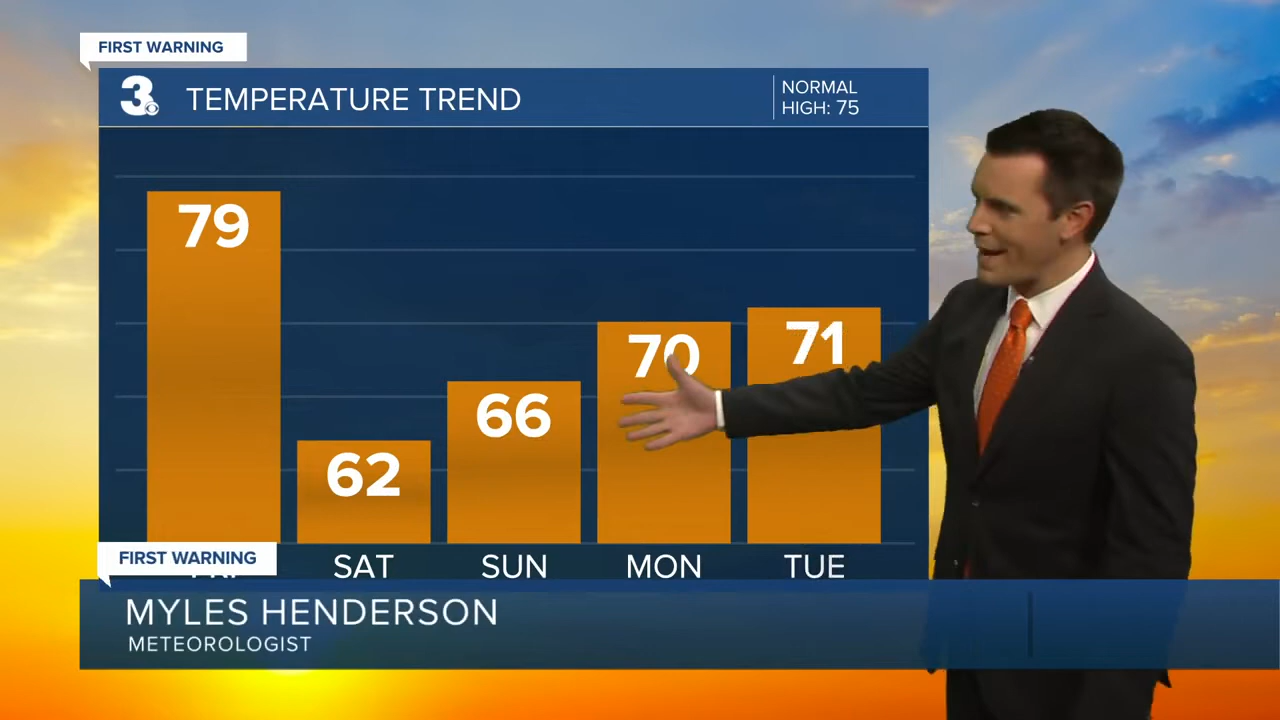 FIRST WARNING
3 TEMPERATURE TREND
NORMAL
HIGH: 75
79
62
66
70
71
SAT
SUN
MON
TUE
FIRST WARNING
MYLES HENDERSON
METEOROLOGIST